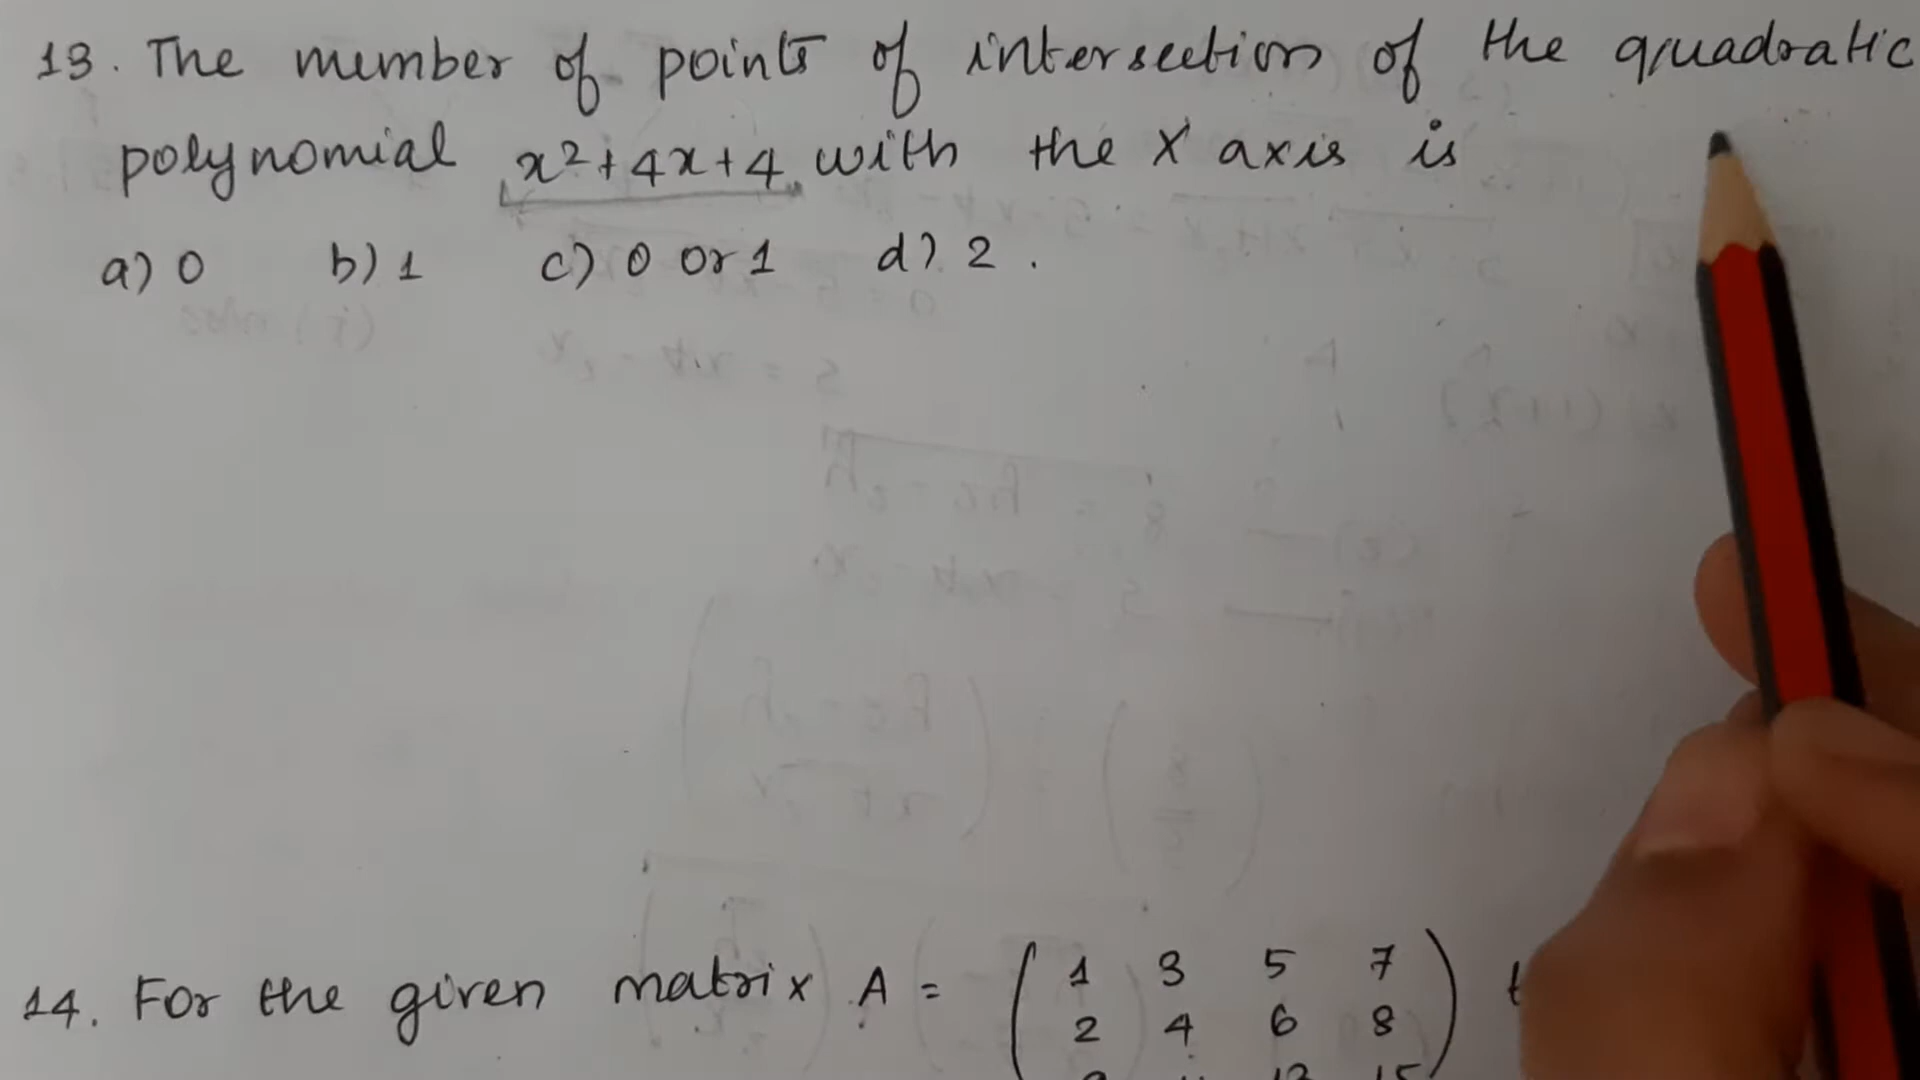 13. The number of points of intersection of the quadratic
polynomial x²+4x+4 with the X axis is
a) 0 b) 1 c) 0 or 1 d) 2 .
14. For the given matrix A = ( 1 3 5 7 )
2 4 6 8